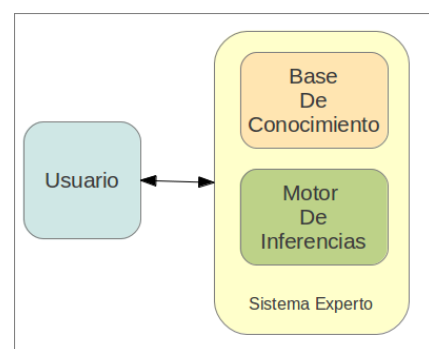 Usuario
Base
De
Conocimiento
Motor
De
Inferencias
Sistema Experto